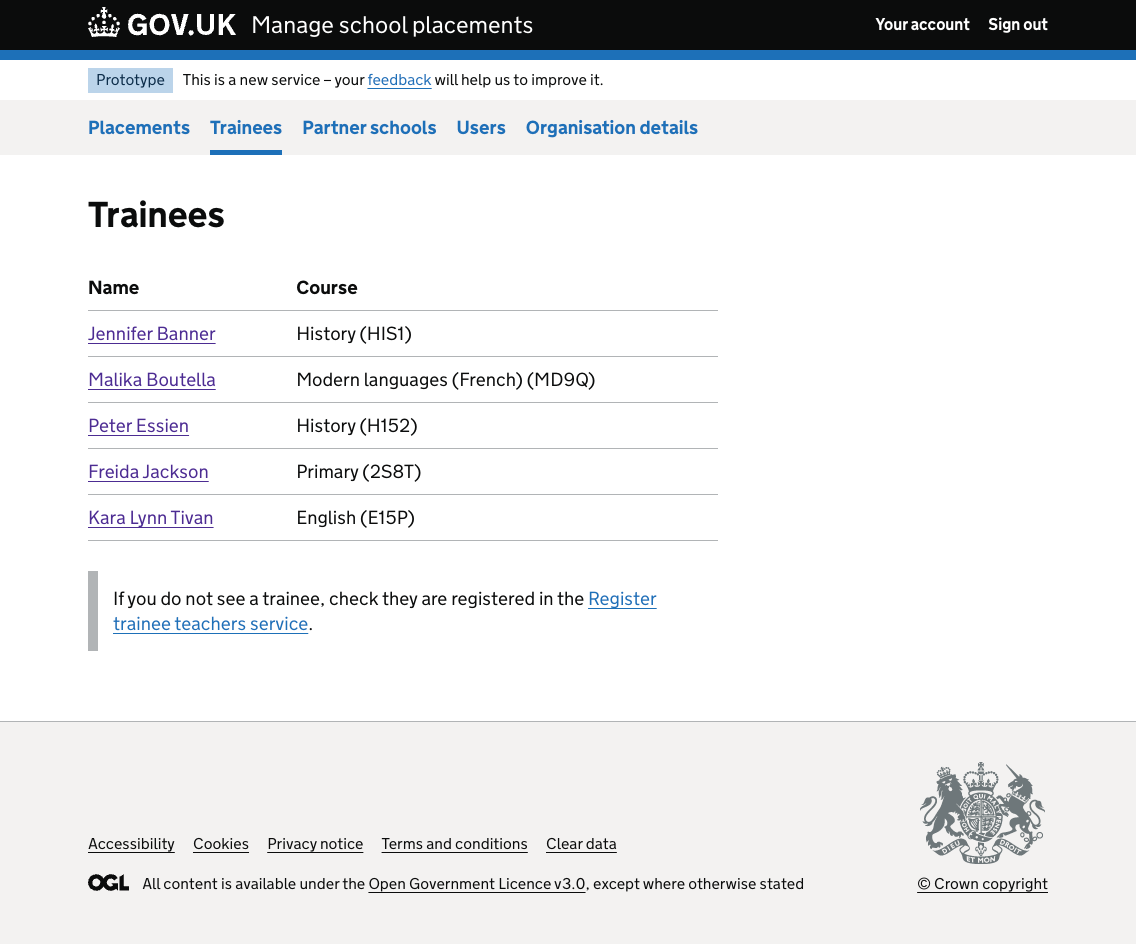 GOV.UK Manage school placements Your account Sign out
Prototype This is a new service – your feedback will help us to improve it.
Placements Trainees Partner schools Users Organisation details
Trainees
Name Course
Jennifer Banner History (HIS1)
Malika Boutella Modern languages (French) (MD9Q)
Peter Essien History (H152)
Freida Jackson Primary (2S8T)
Kara Lynn Tivan English (E15P)
If you do not see a trainee, check they are registered in the Register
trainee teachers service.
DIEU ET MON DROIT
Accessibility Cookies Privacy notice Terms and conditions Clear data
OGL All content is available under the Open Government Licence v3.0, except where otherwise stated © Crown copyright